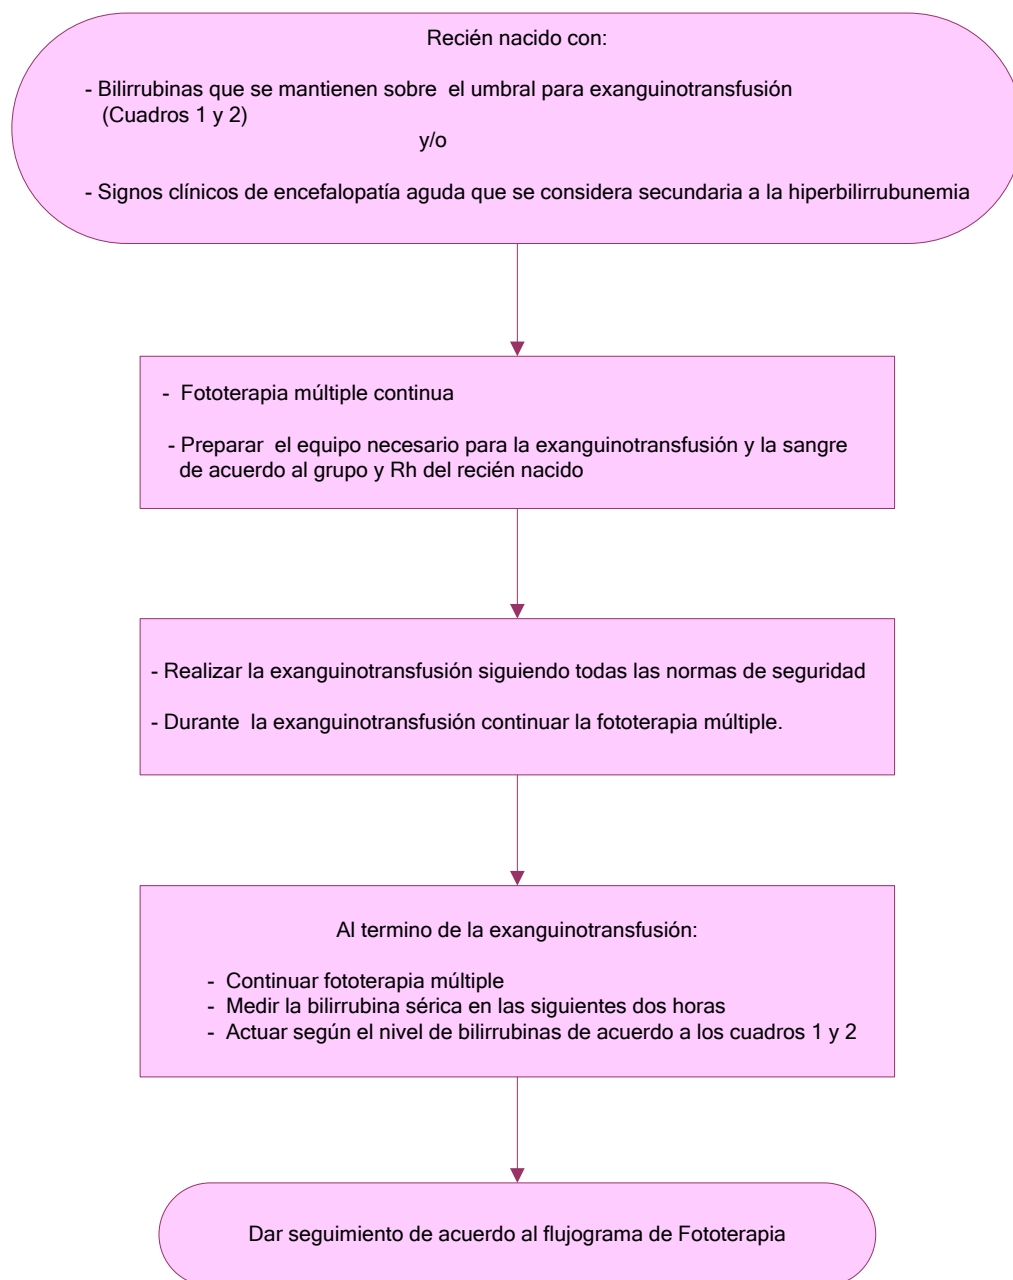 Recién nacido con:
- Bilirrubinas que se mantienen sobre el umbral para exanguinotransfusión
(Cuadros 1 y 2)
y/o
- Signos clínicos de encefalopatía aguda que se considera secundaria a la hiperbilirrubunemia
- Fototerapia múltiple continua
- Preparar el equipo necesario para la exanguinotransfusión y la sangre
de acuerdo al grupo y Rh del recién nacido
- Realizar la exanguinotransfusión siguiendo todas las normas de seguridad
- Durante la exanguinotransfusión continuar la fototerapia múltiple.
Al termino de la exanguinotransfusión:
- Continuar fototerapia múltiple
- Medir la bilirrubina sérica en las siguientes dos horas
- Actuar según el nivel de bilirrubinas de acuerdo a los cuadros 1 y 2
Dar seguimiento de acuerdo al flujograma de Fototerapia